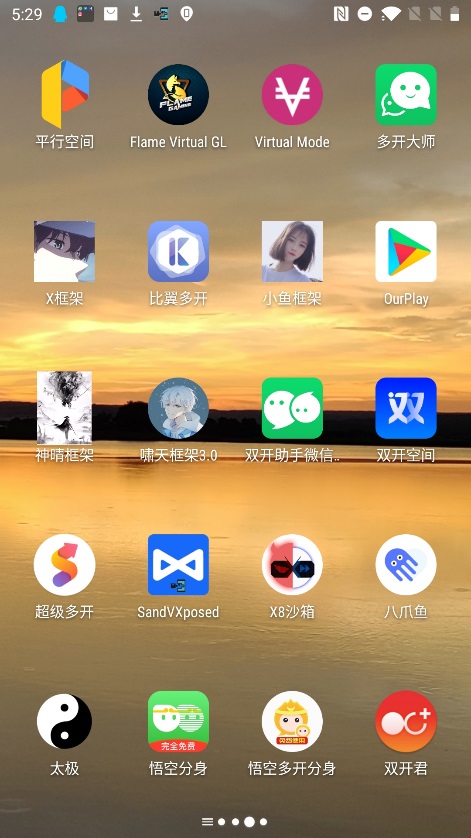 5:29
平行空间
Flame Virtual GL
Virtual Mode
多开大师
X框架
比翼多开
小鱼框架
OurPlay
神晴框架
啸天框架3.0
双开助手微信..
双开空间
超级多开
SandVXposed
X8沙箱
八爪鱼
太极
完全免费
悟空分身
悟空多开分身
双开君